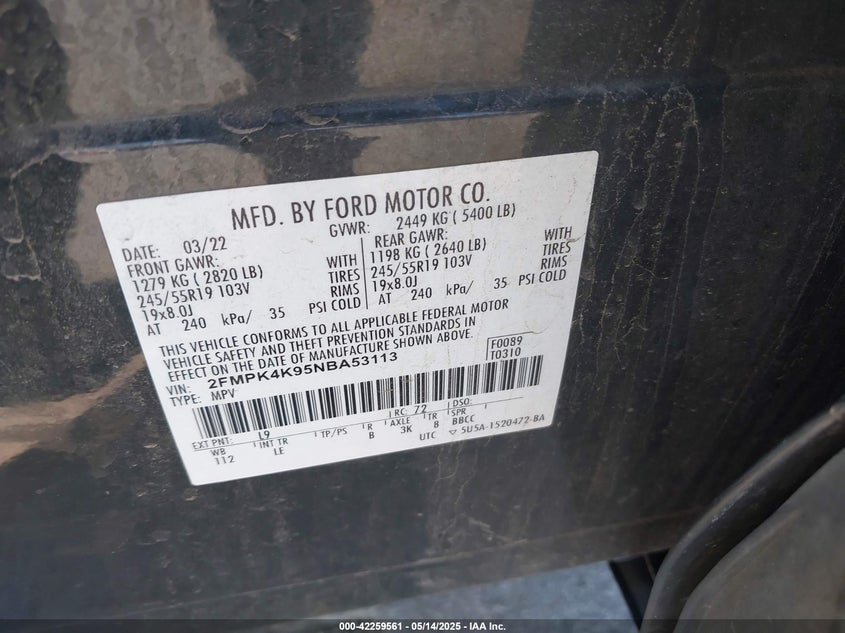 MFD. BY FORD MOTOR CO.
DATE: 03/22 GVWR: 2449 KG ( 5400 LB)
FRONT GAWR: REAR GAWR:
1279 KG ( 2820 LB) WITH 1198 KG ( 2640 LB) WITH
245/55R19 103V TIRES 245/55R19 103V TIRES
19x8.0J RIMS 19x8.0J RIMS
AT 240 kPa/ 35 PSI COLD AT 240 kPa/ 35 PSI COLD
THIS VEHICLE CONFORMS TO ALL APPLICABLE FEDERAL MOTOR
VEHICLE SAFETY AND THEFT PREVENTION STANDARDS IN
EFFECT ON THE DATE OF MANUFACTURE SHOWN ABOVE.
F0089
T0310
VIN: 2FMPK4K95NBA53113
TYPE: MPV
EXT PNT: L9 RC: 72 DSO:
WB INT TR TP/PS R AXLE TR SPR
112 LE B 3K 8 BBCC
UTC ▽ 5U5A-1520472-BA
000-42259561 - 05/14/2025 - IAA Inc.